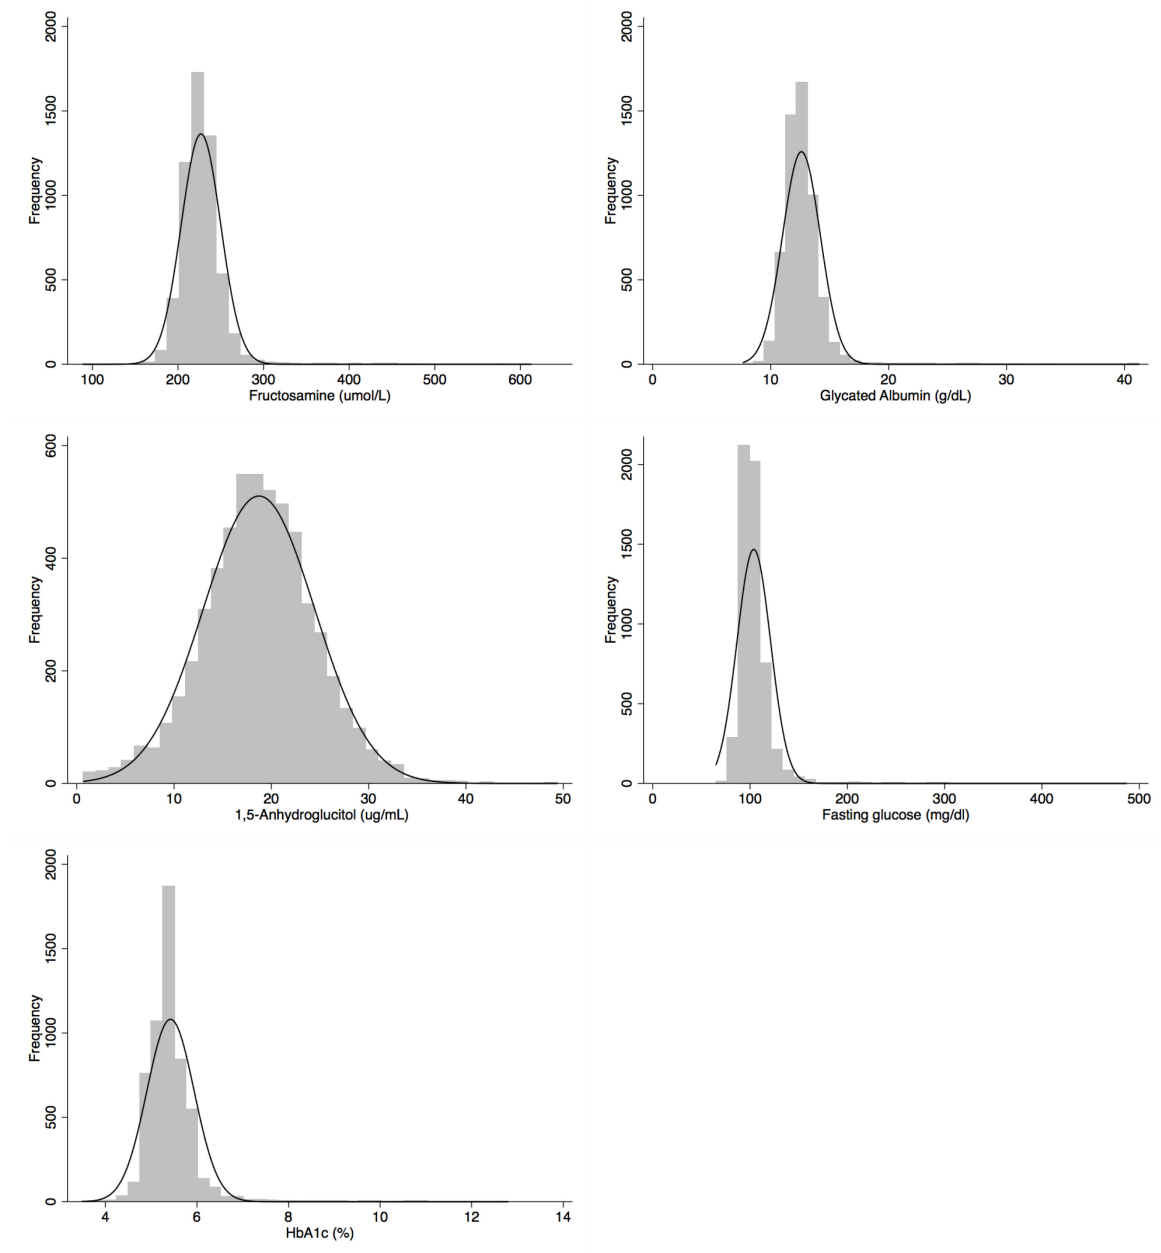 2000
1500
1000
500
0
Frequency
100 200 300 400 500 600
Fructosamine (umol/L)
2000
1500
1000
500
0
Frequency
0 10 20 30 40
Glycated Albumin (g/dL)
600
400
200
0
Frequency
0 10 20 30 40 50
1,5-Anhydroglucitol (ug/mL)
2000
1500
1000
500
0
Frequency
0 100 200 300 400 500
Fasting glucose (mg/dl)
2000
1500
1000
500
0
Frequency
4 6 8 10 12 14
HbA1c (%)